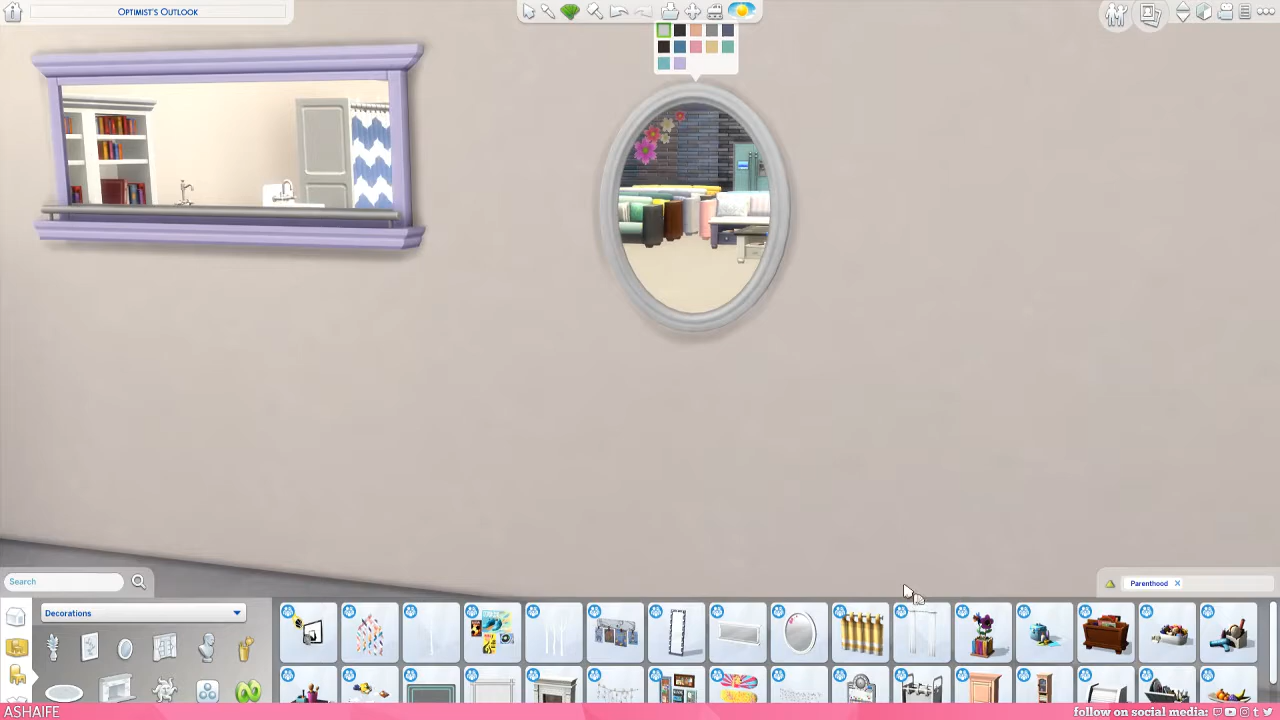 OPTIMIST'S OUTLOOK
Search
Parenthood
Decorations
ASHAIFE
follow on social media: